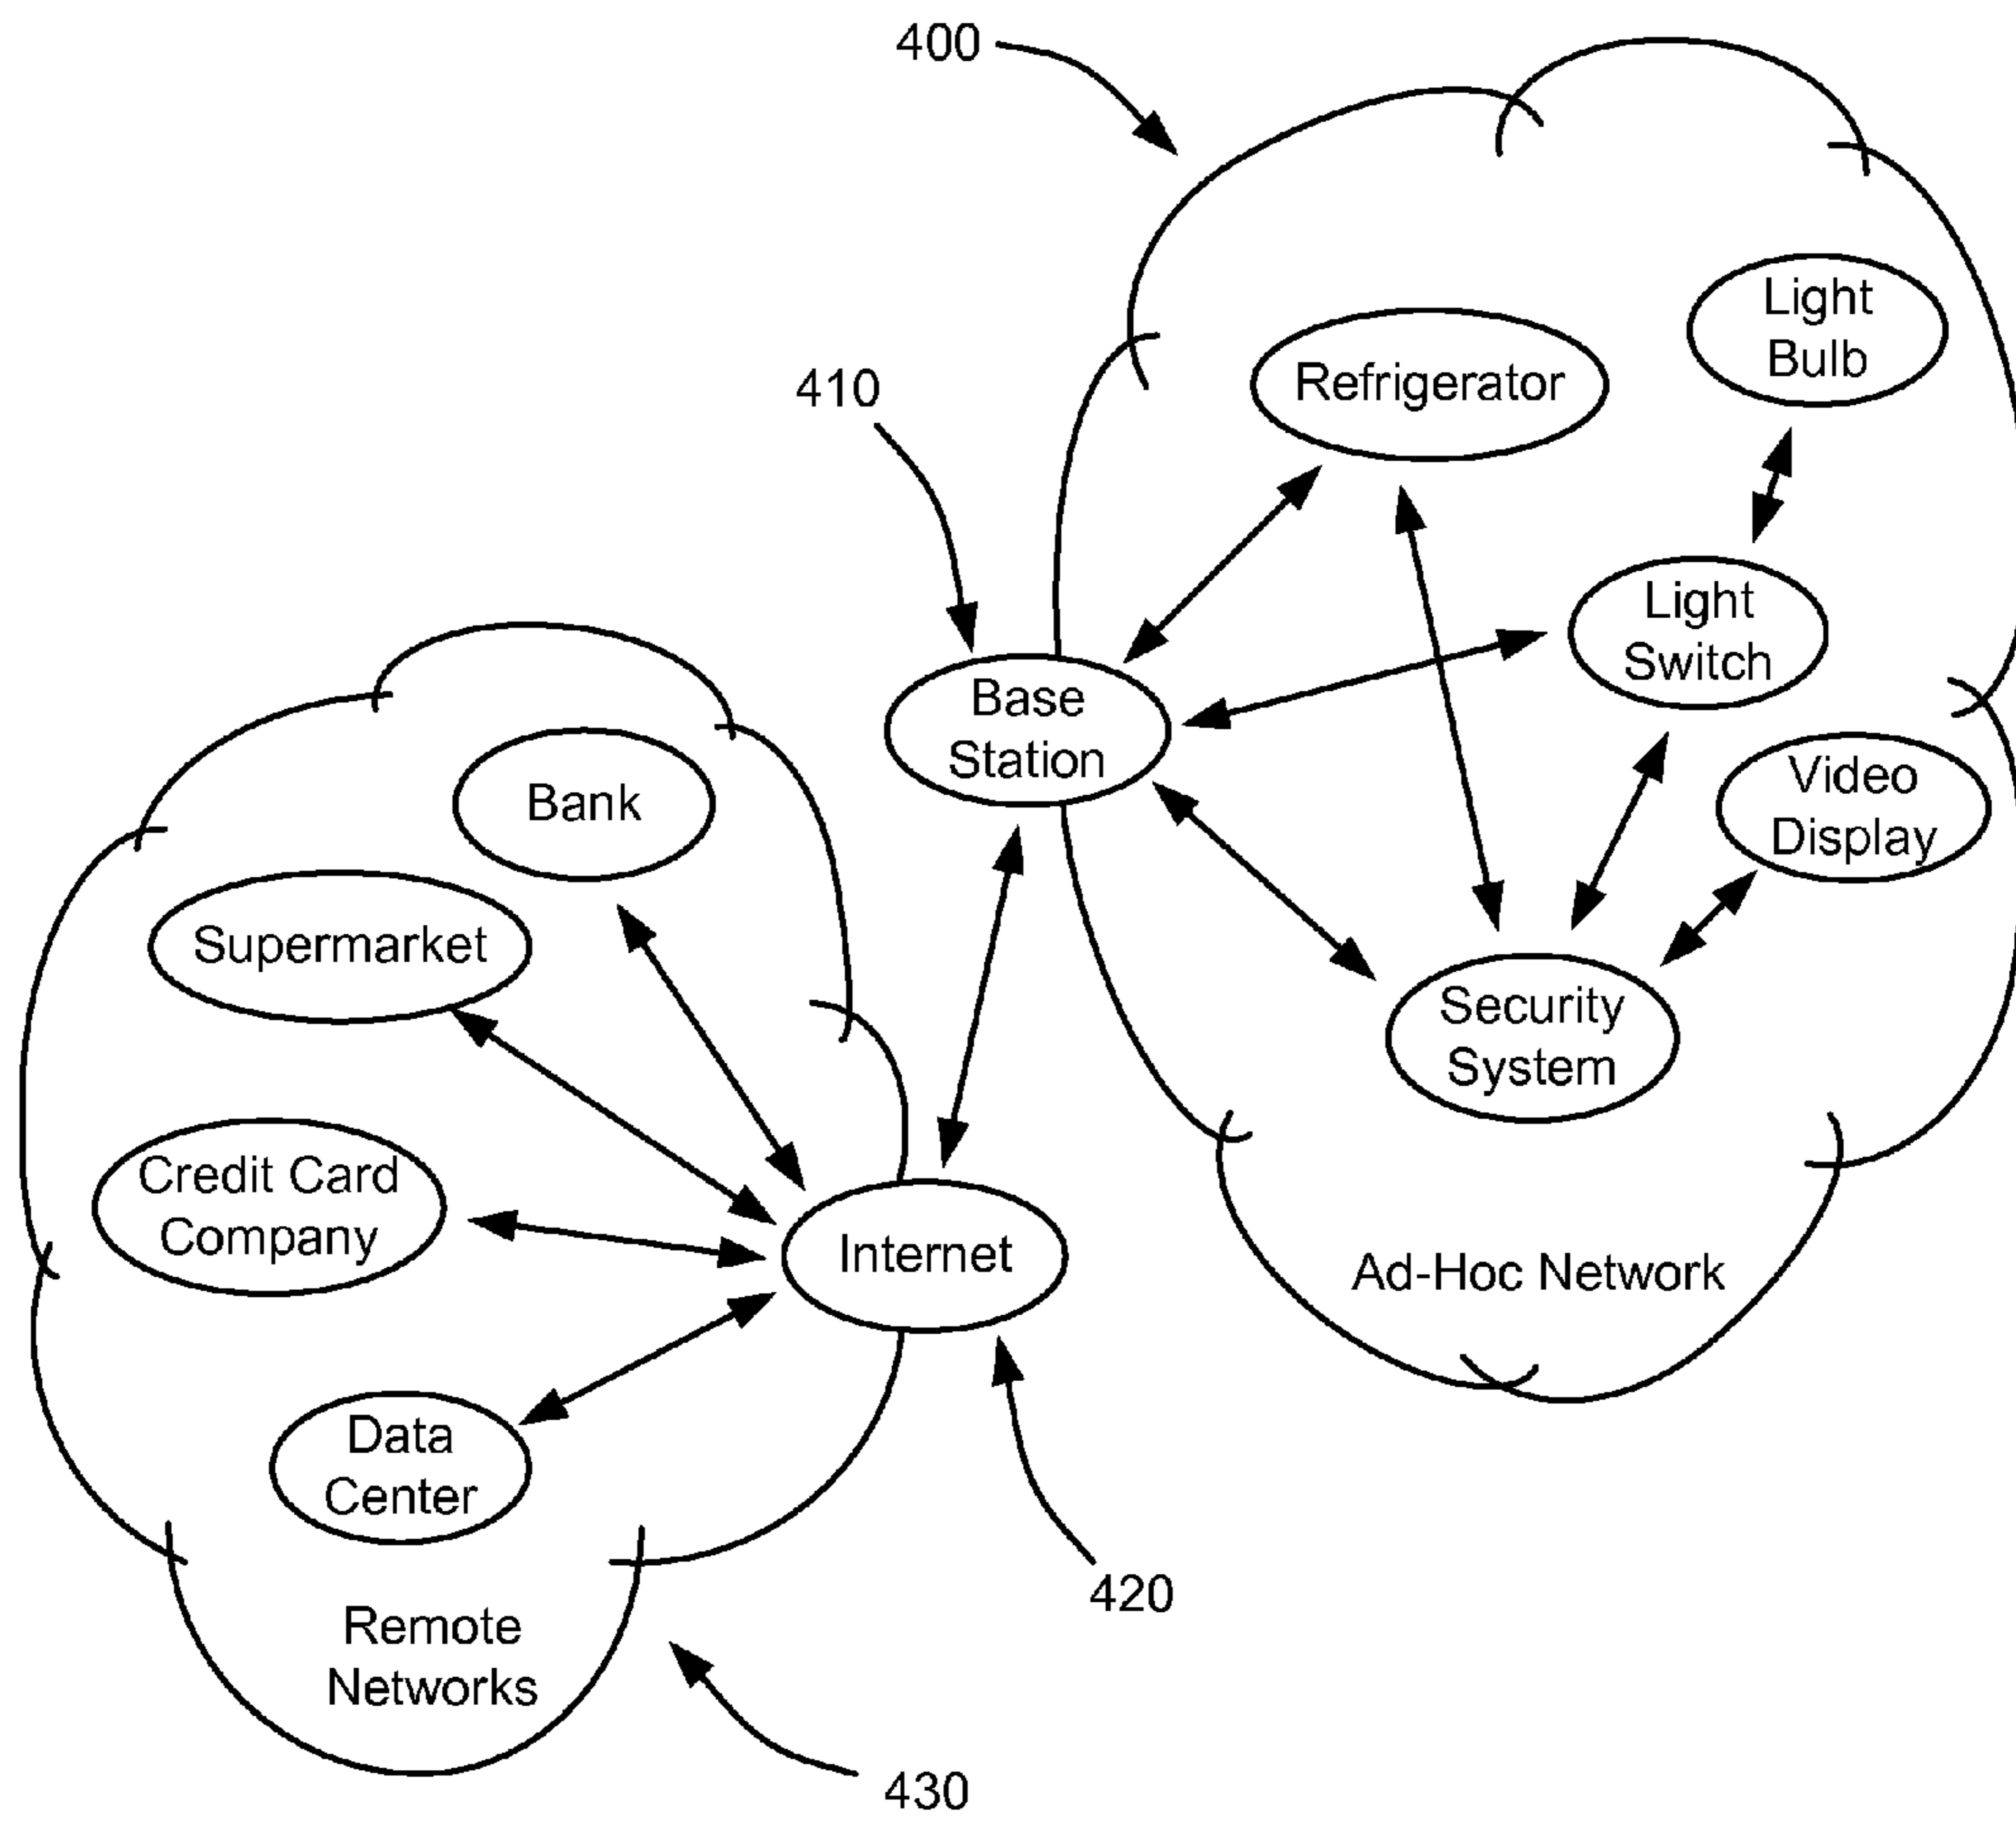 400
Light
Bulb
Refrigerator
410
Light
Switch
Base
Station
Video
Display
Bank
Supermarket
Security
System
Credit Card
Company
Internet
Ad-Hoc Network
Data
Center
420
Remote
Networks
430